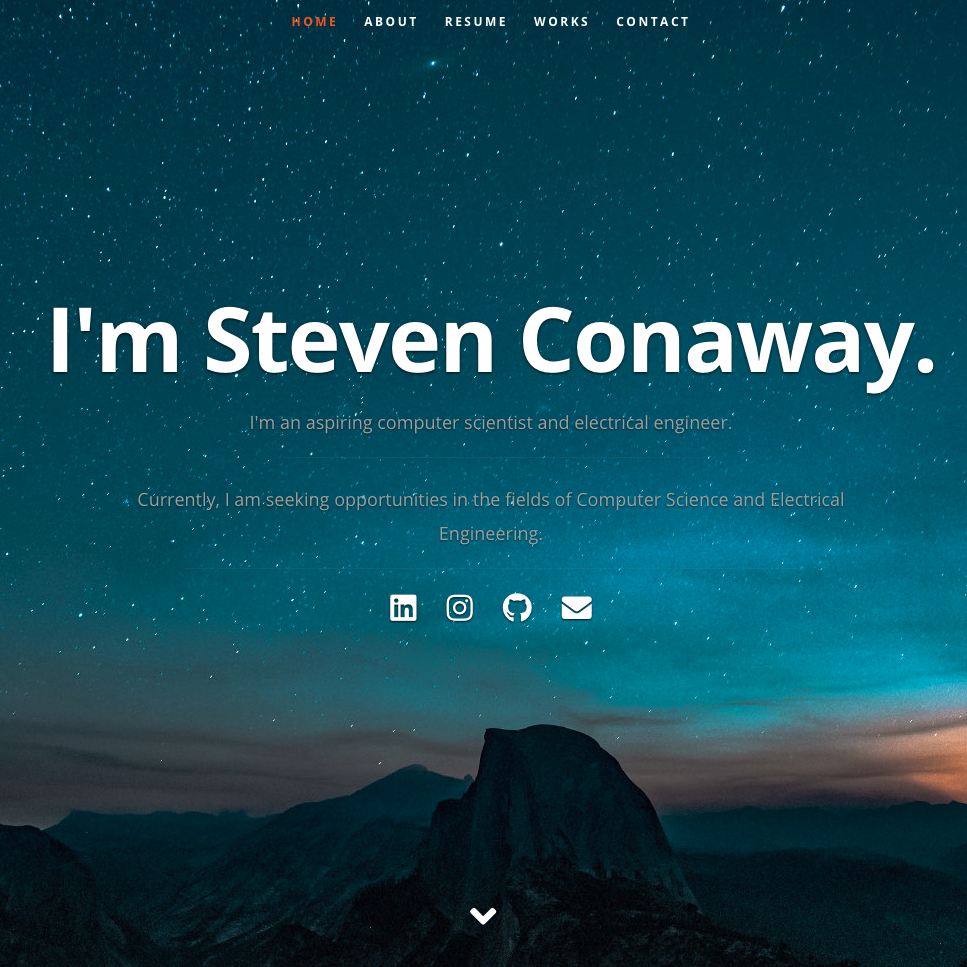 HOME ABOUT RESUME WORKS CONTACT
I'm Steven Conaway.
I'm an aspiring computer scientist and electrical engineer.
Currently, I am seeking opportunities in the fields of Computer Science and Electrical
Engineering.